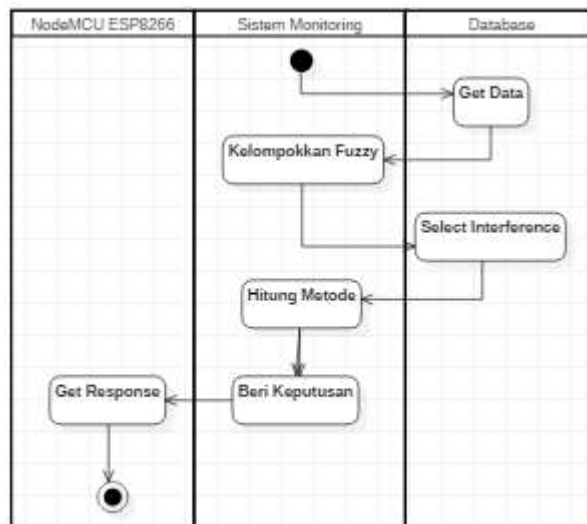 NodeMCU ESP8266
Sistem Monitoring
Database
Get Data
Kelompokkan Fuzzy
Select Interference
Hitung Metode
Get Response
Beri Keputusan